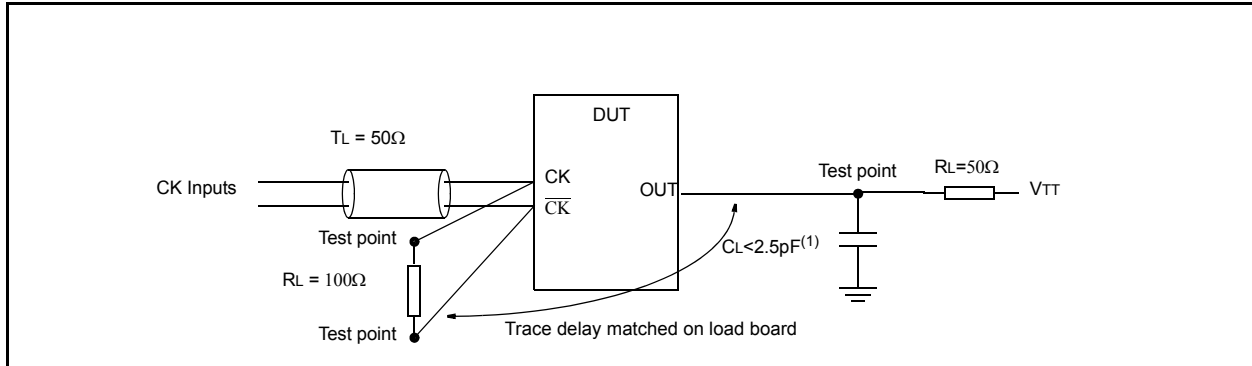 DUT
TL = 50Ω
CK Inputs
CK
C̅K̅
OUT
Test point
RL=50Ω
VTT
CL<2.5pF(1)
Test point
RL = 100Ω
Test point
Trace delay matched on load board